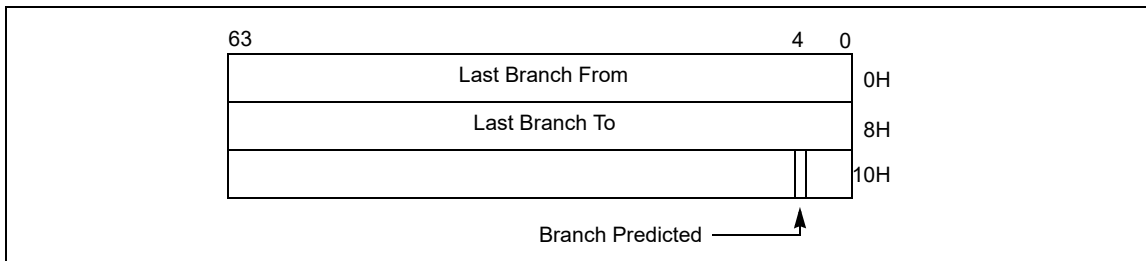 63 4 0
Last Branch From 0H
Last Branch To 8H
10H
Branch Predicted